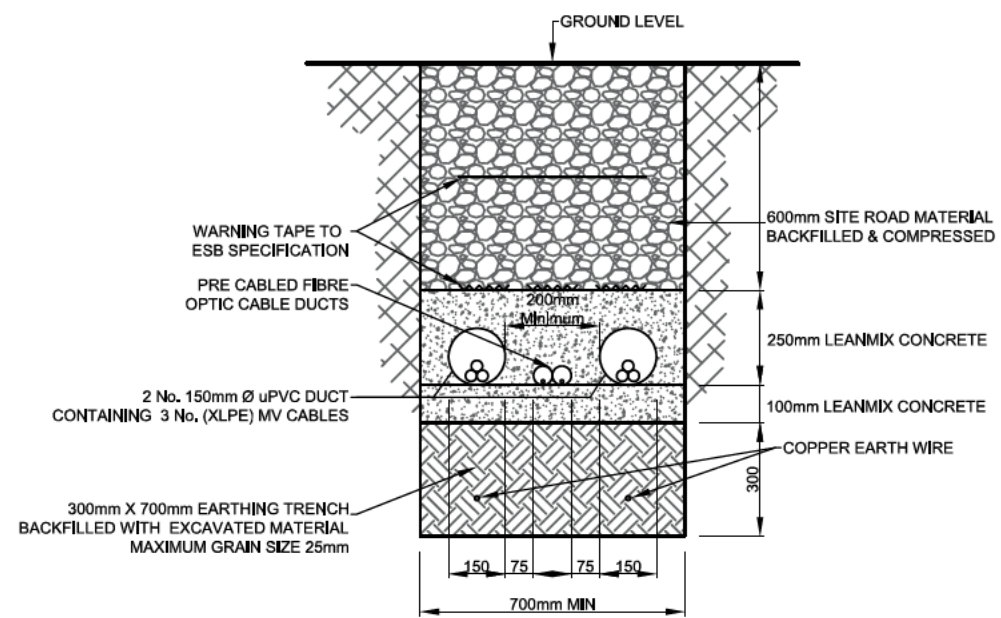 GROUND LEVEL
WARNING TAPE TO
ESB SPECIFICATION
600mm SITE ROAD MATERIAL
BACKFILLED & COMPRESSED
PRE CABLED FIBRE
OPTIC CABLE DUCTS
200mm
Minimum
250mm LEANMIX CONCRETE
2 No. 150mm Ø uPVC DUCT
CONTAINING 3 No. (XLPE) MV CABLES
100mm LEANMIX CONCRETE
COPPER EARTH WIRE
300
300mm X 700mm EARTHING TRENCH
BACKFILLED WITH EXCAVATED MATERIAL
MAXIMUM GRAIN SIZE 25mm
150 75 75 150
700mm MIN